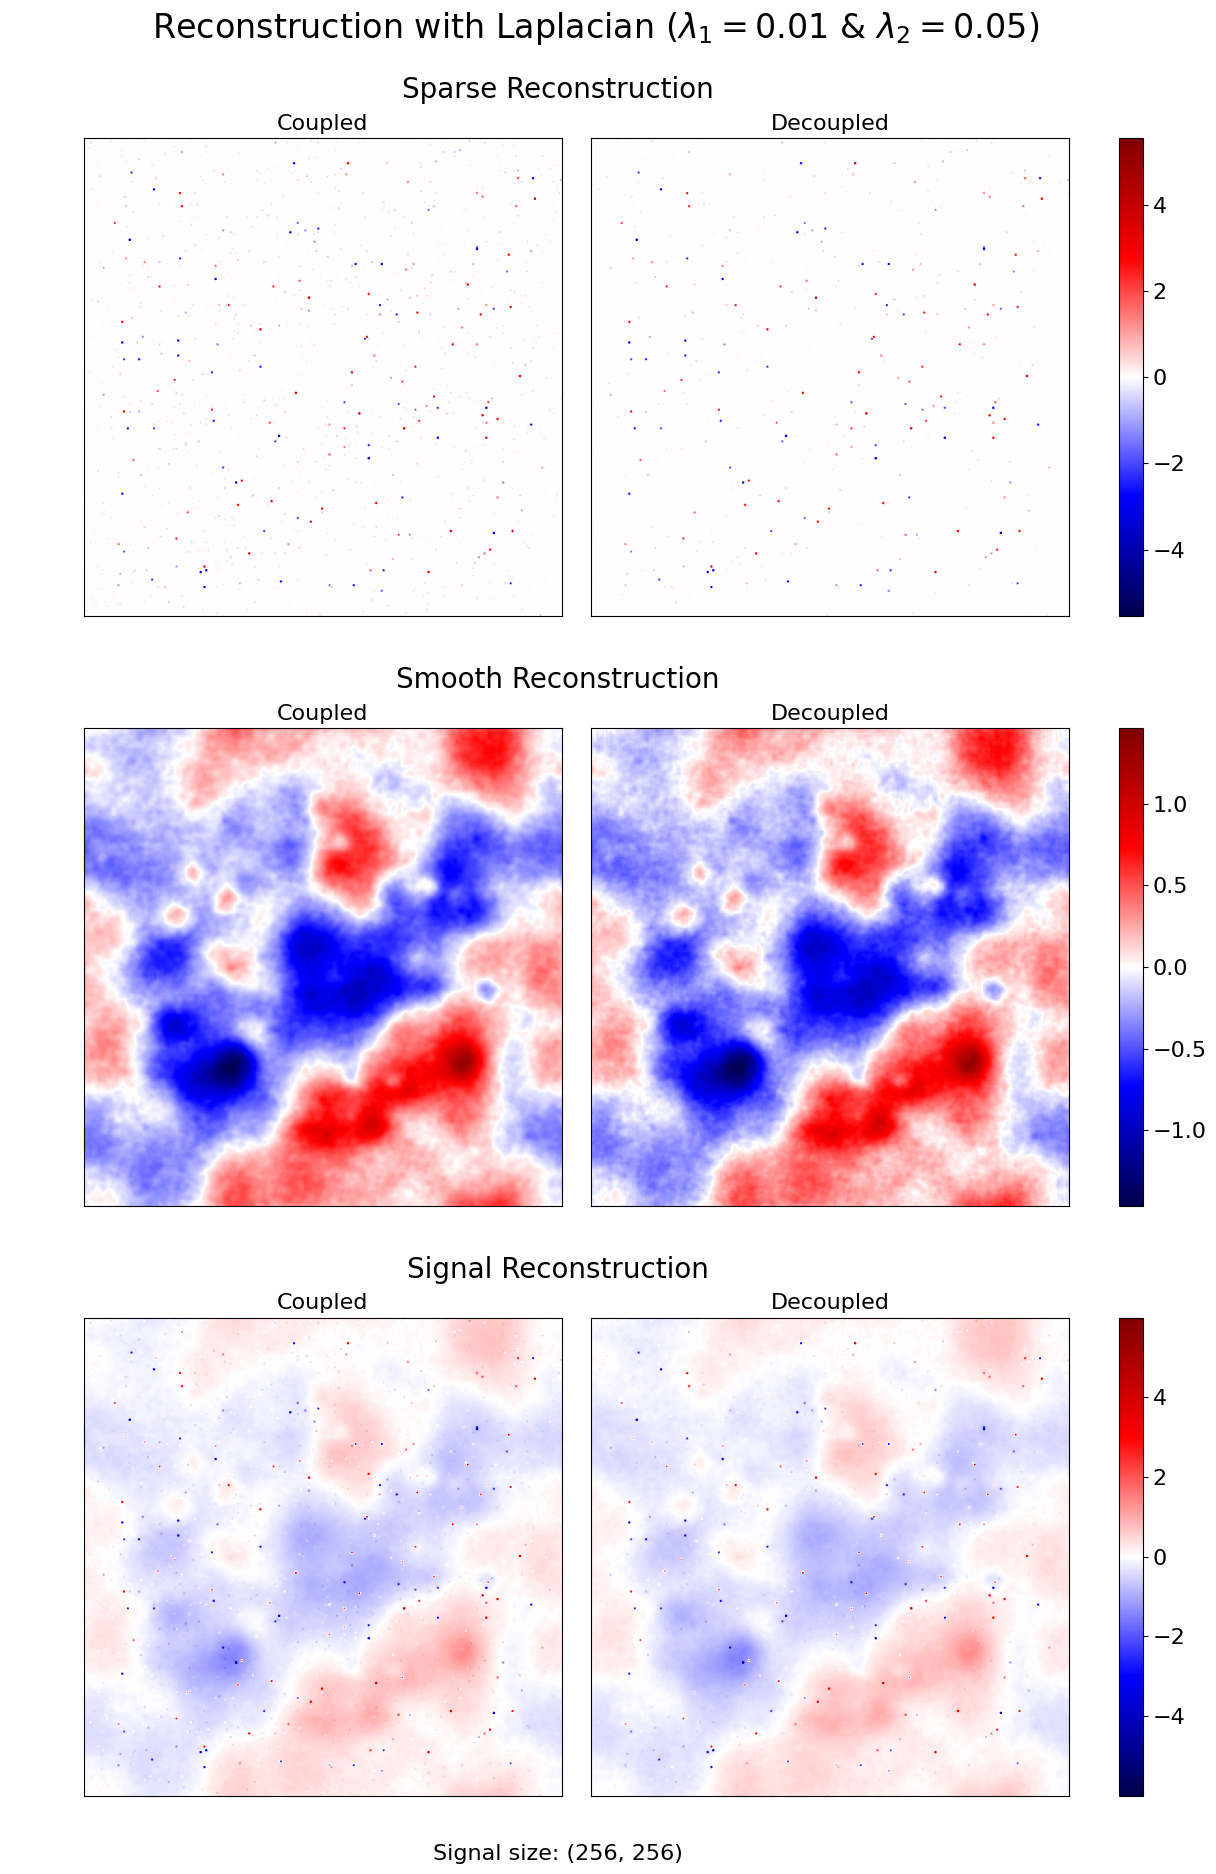 Reconstruction with Laplacian (λ₁ = 0.01 & λ₂ = 0.05)
Sparse Reconstruction
Coupled
Decoupled
4
2
0
−2
−4
Smooth Reconstruction
Coupled
Decoupled
1.0
0.5
0.0
−0.5
−1.0
Signal Reconstruction
Coupled
Decoupled
4
2
0
−2
−4
Signal size: (256, 256)